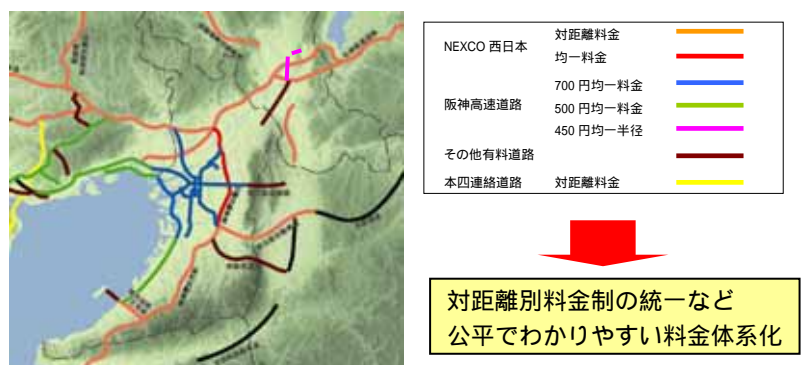 NEXCO 西日本
対距離料金
均一料金
阪神高速道路
700 円均一料金
500 円均一料金
450 円均一半径
その他有料道路
本四連絡道路
対距離料金
対距離別料金制の統一など
公平でわかりやすい料金体系化